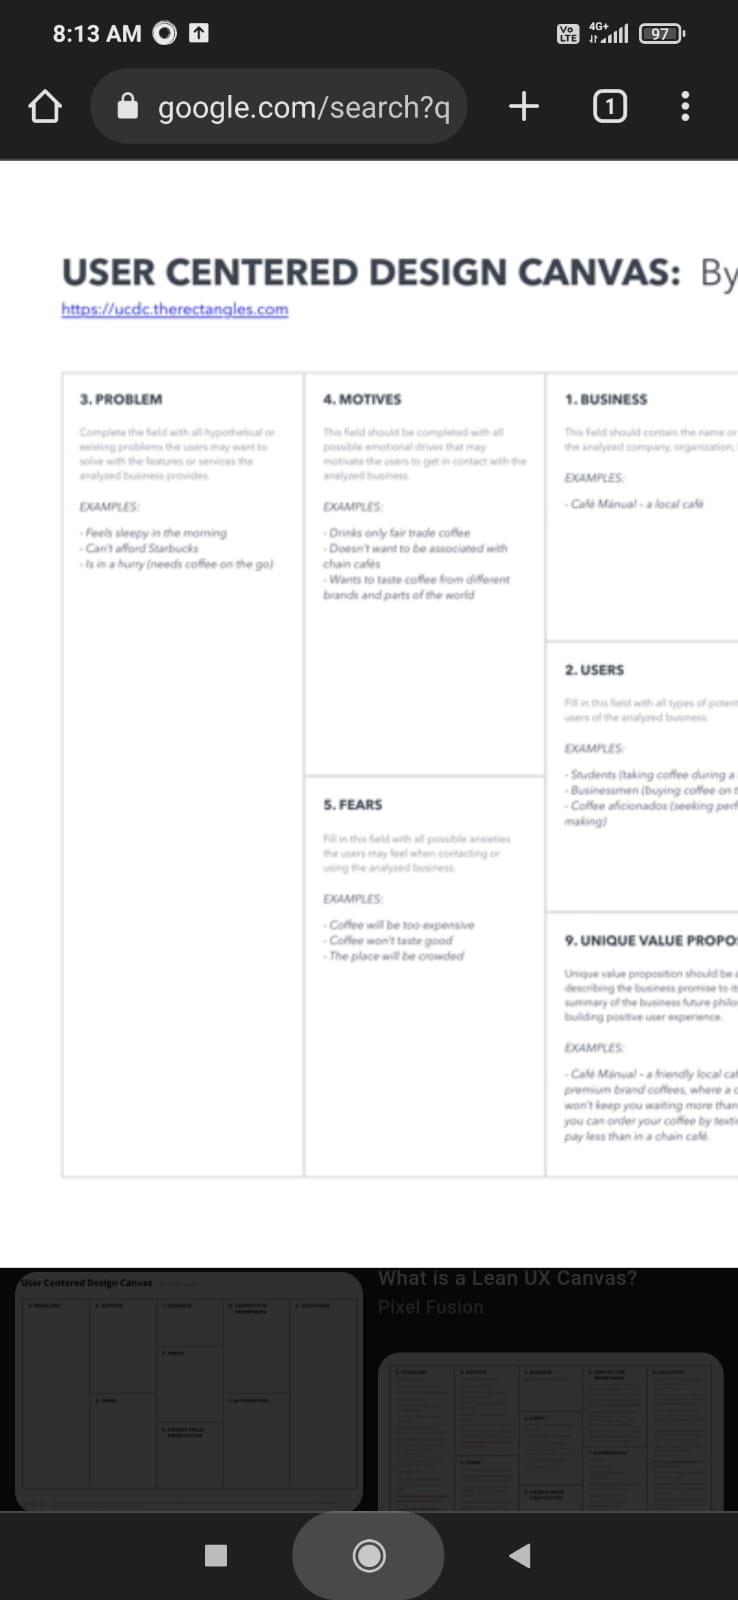 8:13 AM
Vo LTE 4G+ 97
google.com/search?q
1
USER CENTERED DESIGN CANVAS: By
https://ucdc.therectangles.com
3. PROBLEM
Complete the field with all hypothetical or
existing problems the users may want to
solve with the features or services the
analyzed business provides.
EXAMPLES:
- Feels sleepy in the morning
- Can't afford Starbucks
- Is in a hurry (needs coffee on the go)
4. MOTIVES
This field should be completed with all
possible emotional drives that may
motivate the users to get in contact with the
analyzed business.
EXAMPLES:
- Drinks only fair trade coffee
- Doesn't want to be associated with
chain cafés
- Wants to taste coffee from different
brands and parts of the world
5. FEARS
Fill in this field with all possible anxieties
the users may feel when contacting or
using the analyzed business.
EXAMPLES:
- Coffee will be too expensive
- Coffee won't taste good
- The place will be crowded
1. BUSINESS
This field should contain the name or
the analyzed company, organization,
EXAMPLES:
- Café Mánual - a local café
2. USERS
Fill in this field with all types of poten
users of the analyzed business.
EXAMPLES:
- Students (taking coffee during a
- Businessmen (buying coffee on t
- Coffee aficionados (seeking perf
making)
9. UNIQUE VALUE PROPO
Unique value proposition should be a
describing the business promise to it
summary of the business future philo
building positive user experience.
EXAMPLES:
- Café Mánual - a friendly local caf
premium brand coffees, where a c
won't keep you waiting more than
you can order your coffee by texti
pay less than in a chain café.
User Centered Design Canvas
What is a Lean UX Canvas?
Pixel Fusion